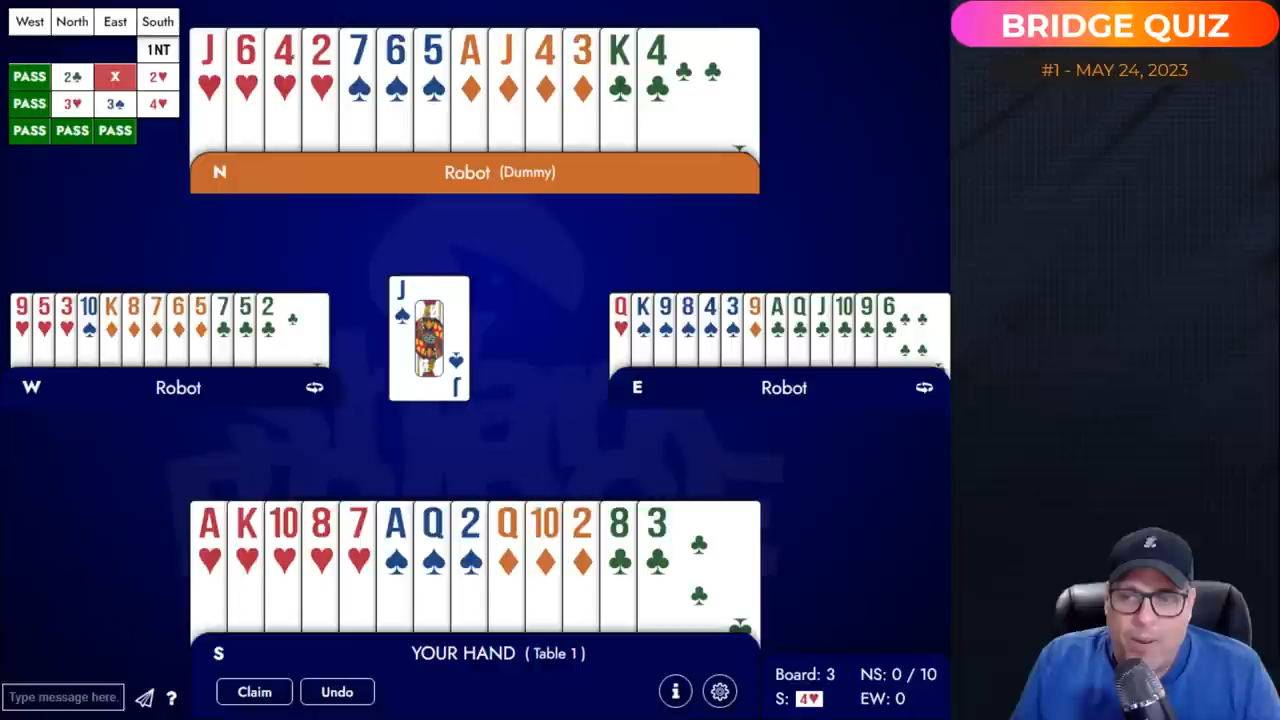 West North East South
1NT
PASS 2♣ X 2♥
PASS 3♥ 3♠ 4♥
PASS PASS PASS
J 6 4 2 7 6 5 A J 4 3 K 4
N Robot (Dummy)
BRIDGE QUIZ
#1 - MAY 24, 2023
9 5 3 10 K 8 7 6 5 7 5 2
W Robot
J
J
Q K 9 8 4 3 9 A Q J 10 9 6
E Robot
A K 10 8 7 A Q 2 Q 10 2 8 3
S YOUR HAND ( Table 1 )
Claim Undo
Board: 3 NS: 0 / 10
S: 4♥ EW: 0
Type message here. ?